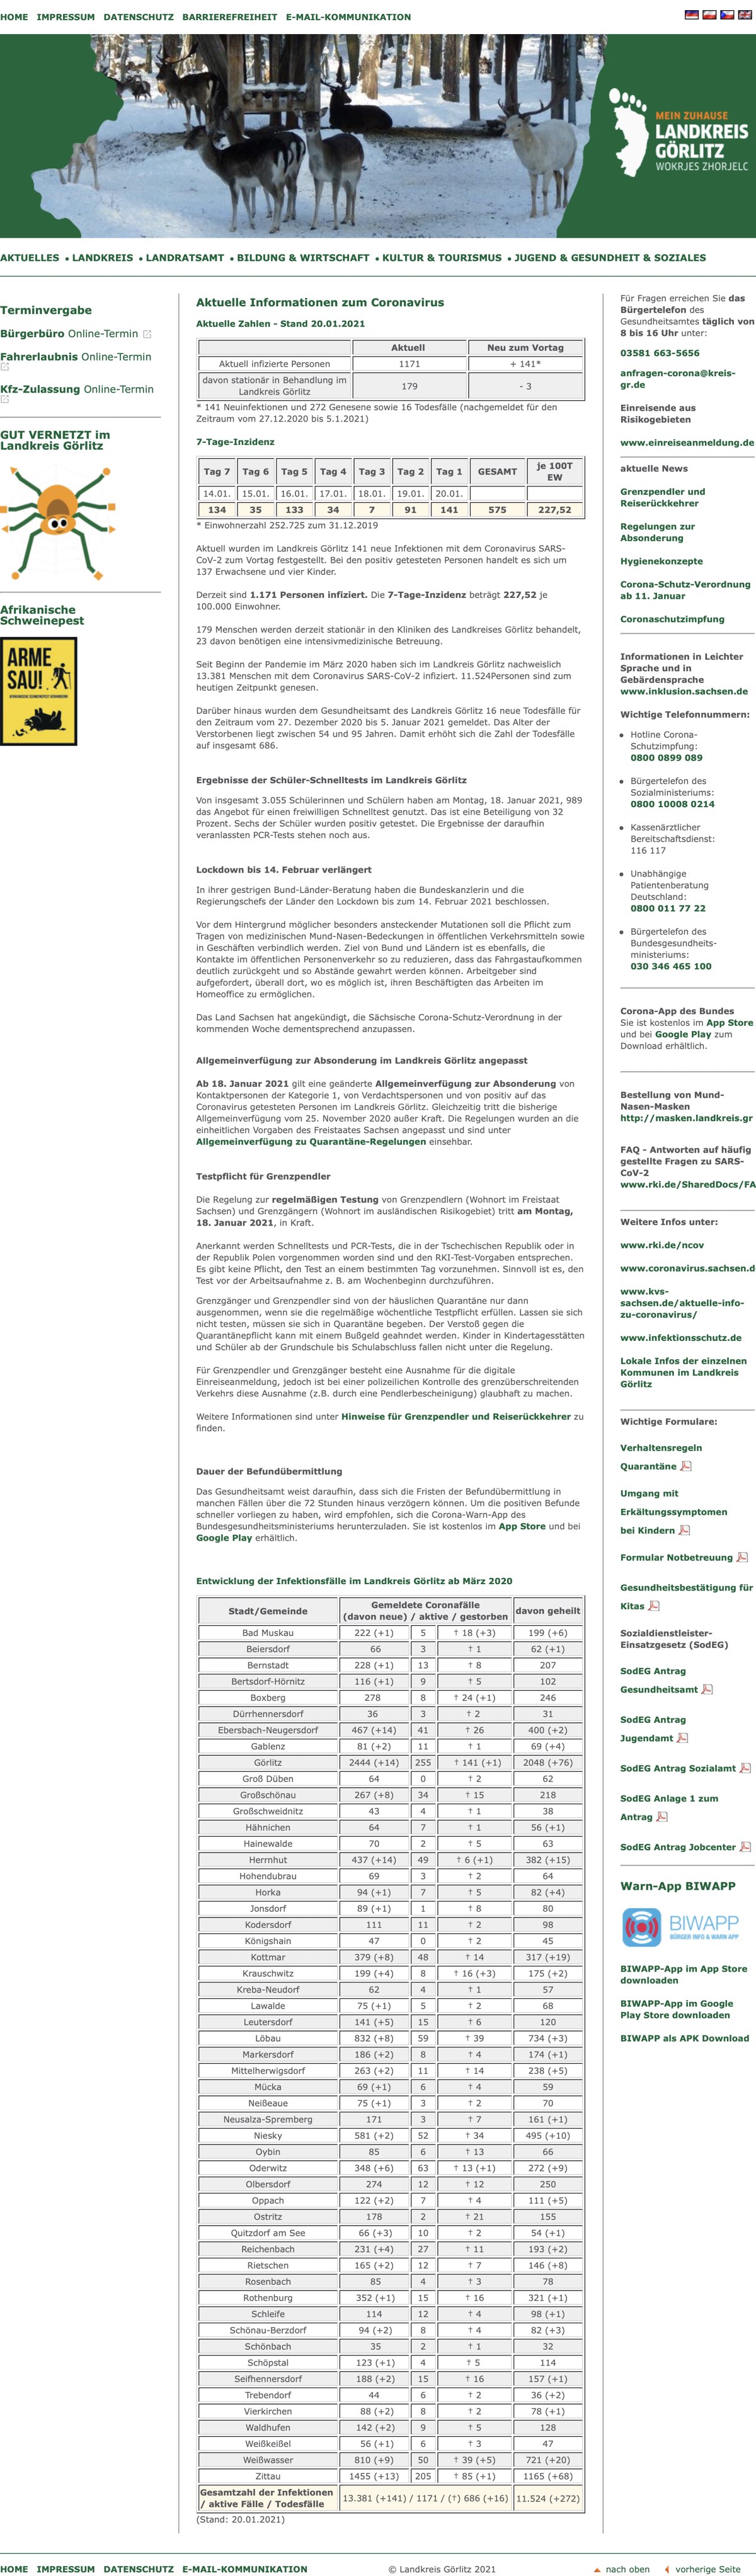 HOME IMPRESSUM DATENSCHUTZ BARRIEREFREIHEIT E-MAIL-KOMMUNIKATION
MEIN ZUHAUSE
LANDKREIS
GÖRLITZ
WOKRJES ZHORJELC
AKTUELLES • LANDKREIS • LANDRATSAMT • BILDUNG & WIRTSCHAFT • KULTUR & TOURISMUS • JUGEND & GESUNDHEIT & SOZIALES
Terminvergabe
Bürgerbüro Online-Termin
Fahrerlaubnis Online-Termin
Kfz-Zulassung Online-Termin
GUT VERNETZT im
Landkreis Görlitz
Afrikanische
Schweinepest
ARME
SAU!
Aktuelle Informationen zum Coronavirus
Aktuelle Zahlen - Stand 20.01.2021
Aktuell Neu zum Vortag
Aktuell infizierte Personen 1171 + 141*
davon stationär in Behandlung im
Landkreis Görlitz 179 - 3
* 141 Neuinfektionen und 272 Genesene sowie 16 Todesfälle (nachgemeldet für den
Zeitraum vom 27.12.2020 bis 5.1.2021)
7-Tage-Inzidenz
Tag 7 Tag 6 Tag 5 Tag 4 Tag 3 Tag 2 Tag 1 GESAMT je 100T
EW
14.01. 15.01. 16.01. 17.01. 18.01. 19.01. 20.01.
134 35 133 34 7 91 141 575 227,52
* Einwohnerzahl 252.725 zum 31.12.2019
Aktuell wurden im Landkreis Görlitz 141 neue Infektionen mit dem Coronavirus SARS-
CoV-2 zum Vortag festgestellt. Bei den positiv getesteten Personen handelt es sich um
137 Erwachsene und vier Kinder.
Derzeit sind 1.171 Personen infiziert. Die 7-Tage-Inzidenz beträgt 227,52 je
100.000 Einwohner.
179 Menschen werden derzeit stationär in den Kliniken des Landkreises Görlitz behandelt,
23 davon benötigen eine intensivmedizinische Betreuung.
Seit Beginn der Pandemie im März 2020 haben sich im Landkreis Görlitz nachweislich
13.381 Menschen mit dem Coronavirus SARS-CoV-2 infiziert. 11.524Personen sind zum
heutigen Zeitpunkt genesen.
Darüber hinaus wurden dem Gesundheitsamt des Landkreis Görlitz 16 neue Todesfälle für
den Zeitraum vom 27. Dezember 2020 bis 5. Januar 2021 gemeldet. Das Alter der
Verstorbenen liegt zwischen 54 und 95 Jahren. Damit erhöht sich die Zahl der Todesfälle
auf insgesamt 686.
Ergebnisse der Schüler-Schnelltests im Landkreis Görlitz
Von insgesamt 3.055 Schülerinnen und Schülern haben am Montag, 18. Januar 2021, 989
das Angebot für einen freiwilligen Schnelltest genutzt. Das ist eine Beteiligung von 32
Prozent. Sechs der Schüler wurden positiv getestet. Die Ergebnisse der daraufhin
veranlassten PCR-Tests stehen noch aus.
Lockdown bis 14. Februar verlängert
In ihrer gestrigen Bund-Länder-Beratung haben die Bundeskanzlerin und die
Regierungschefs der Länder den Lockdown bis zum 14. Februar 2021 beschlossen.
Vor dem Hintergrund möglicher besonders ansteckender Mutationen soll die Pflicht zum
Tragen von medizinischen Mund-Nasen-Bedeckungen in öffentlichen Verkehrsmitteln sowie
in Geschäften verbindlich werden. Ziel von Bund und Ländern ist es ebenfalls, die
Kontakte im öffentlichen Personenverkehr so zu reduzieren, dass das Fahrgastaufkommen
deutlich zurückgeht und so Abstände gewahrt werden können. Arbeitgeber sind
aufgefordert, überall dort, wo es möglich ist, ihren Beschäftigten das Arbeiten im
Homeoffice zu ermöglichen.
Das Land Sachsen hat angekündigt, die Sächsische Corona-Schutz-Verordnung in der
kommenden Woche dementsprechend anzupassen.
Allgemeinverfügung zur Absonderung im Landkreis Görlitz angepasst
Ab 18. Januar 2021 gilt eine geänderte Allgemeinverfügung zur Absonderung von
Kontaktpersonen der Kategorie 1, von Verdachtspersonen und von positiv auf das
Coronavirus getesteten Personen im Landkreis Görlitz. Gleichzeitig tritt die bisherige
Allgemeinverfügung vom 25. November 2020 außer Kraft. Die Regelungen wurden an die
einheitlichen Vorgaben des Freistaates Sachsen angepasst und sind unter
Allgemeinverfügung zu Quarantäne-Regelungen einsehbar.
Testpflicht für Grenzpendler
Die Regelung zur regelmäßigen Testung von Grenzpendlern (Wohnort im Freistaat
Sachsen) und Grenzgängern (Wohnort im ausländischen Risikogebiet) tritt am Montag,
18. Januar 2021, in Kraft.
Anerkannt werden Schnelltests und PCR-Tests, die in der Tschechischen Republik oder in
der Republik Polen vorgenommen worden sind und den RKI-Test-Vorgaben entsprechen.
Es gibt keine Pflicht, den Test an einem bestimmten Tag vorzunehmen. Sinnvoll ist es, den
Test vor der Arbeitsaufnahme z. B. am Wochenbeginn durchzuführen.
Grenzgänger und Grenzpendler sind von der häuslichen Quarantäne nur dann
ausgenommen, wenn sie die regelmäßige wöchentliche Testpflicht erfüllen. Lassen sie sich
nicht testen, müssen sie sich in Quarantäne begeben. Der Verstoß gegen die
Quarantänepflicht kann mit einem Bußgeld geahndet werden. Kinder in Kindertagesstätten
und Schüler ab der Grundschule bis Schulabschluss fallen nicht unter die Regelung.
Für Grenzpendler und Grenzgänger besteht eine Ausnahme für die digitale
Einreiseanmeldung, jedoch ist bei einer polizeilichen Kontrolle des grenzüberschreitenden
Verkehrs diese Ausnahme (z.B. durch eine Pendlerbescheinigung) glaubhaft zu machen.
Weitere Informationen sind unter Hinweise für Grenzpendler und Reiserückkehrer zu
finden.
Dauer der Befundübermittlung
Das Gesundheitsamt weist daraufhin, dass sich die Fristen der Befundübermittlung in
manchen Fällen über die 72 Stunden hinaus verzögern können. Um die positiven Befunde
schneller vorliegen zu haben, wird empfohlen, sich die Corona-Warn-App des
Bundesgesundheitsministeriums herunterzuladen. Sie ist kostenlos im App Store und bei
Google Play erhältlich.
Entwicklung der Infektionsfälle im Landkreis Görlitz ab März 2020
Stadt/Gemeinde Gemeldete Coronafälle
(davon neue) / aktive / gestorben davon geheilt
Bad Muskau 222 (+1) 5 † 18 (+3) 199 (+6)
Beiersdorf 66 3 † 1 62 (+1)
Bernstadt 228 (+1) 13 † 8 207
Bertsdorf-Hörnitz 116 (+1) 9 † 5 102
Boxberg 278 8 † 24 (+1) 246
Dürrhennersdorf 36 3 † 2 31
Ebersbach-Neugersdorf 467 (+14) 41 † 26 400 (+2)
Gablenz 81 (+2) 11 † 1 69 (+4)
Görlitz 2444 (+14) 255 † 141 (+1) 2048 (+76)
Groß Düben 64 0 † 2 62
Großschönau 267 (+8) 34 † 15 218
Großschweidnitz 43 4 † 1 38
Hähnichen 64 7 † 1 56 (+1)
Hainewalde 70 2 † 5 63
Herrnhut 437 (+14) 49 † 6 (+1) 382 (+15)
Hohendubrau 69 3 † 2 64
Horka 94 (+1) 7 † 5 82 (+4)
Jonsdorf 89 (+1) 1 † 8 80
Kodersdorf 111 11 † 2 98
Königshain 47 0 † 2 45
Kottmar 379 (+8) 48 † 14 317 (+19)
Krauschwitz 199 (+4) 8 † 16 (+3) 175 (+2)
Kreba-Neudorf 62 4 † 1 57
Lawalde 75 (+1) 5 † 2 68
Leutersdorf 141 (+5) 15 † 6 120
Löbau 832 (+8) 59 † 39 734 (+3)
Markersdorf 186 (+2) 8 † 4 174 (+1)
Mittelherwigsdorf 263 (+2) 11 † 14 238 (+5)
Mücka 69 (+1) 6 † 4 59
Neißeaue 75 (+1) 3 † 2 70
Neusalza-Spremberg 171 3 † 7 161 (+1)
Niesky 581 (+2) 52 † 34 495 (+10)
Oybin 85 6 † 13 66
Oderwitz 348 (+6) 63 † 13 (+1) 272 (+9)
Olbersdorf 274 12 † 12 250
Oppach 122 (+2) 7 † 4 111 (+5)
Ostritz 178 2 † 21 155
Quitzdorf am See 66 (+3) 10 † 2 54 (+1)
Reichenbach 231 (+4) 27 † 11 193 (+2)
Rietschen 165 (+2) 12 † 7 146 (+8)
Rosenbach 85 4 † 3 78
Rothenburg 352 (+1) 15 † 16 321 (+1)
Schleife 114 12 † 4 98 (+1)
Schönau-Berzdorf 94 (+2) 8 † 4 82 (+3)
Schönbach 35 2 † 1 32
Schöpstal 123 (+1) 4 † 5 114
Seifhennersdorf 188 (+2) 15 † 16 157 (+1)
Trebendorf 44 6 † 2 36 (+2)
Vierkirchen 88 (+2) 8 † 2 78 (+1)
Waldhufen 142 (+2) 9 † 5 128
Weißkeißel 56 (+1) 6 † 3 47
Weißwasser 810 (+9) 50 † 39 (+5) 721 (+20)
Zittau 1455 (+13) 205 † 85 (+1) 1165 (+68)
Gesamtzahl der Infektionen
/ aktive Fälle / Todesfälle 13.381 (+141) / 1171 / (†) 686 (+16) 11.524 (+272)
(Stand: 20.01.2021)
Für Fragen erreichen Sie das
Bürgertelefon des
Gesundheitsamtes täglich von
8 bis 16 Uhr unter:
03581 663-5656
anfragen-corona@kreis-
gr.de
Einreisende aus
Risikogebieten
www.einreiseanmeldung.de
aktuelle News
Grenzpendler und
Reiserückkehrer
Regelungen zur
Absonderung
Hygienekonzepte
Corona-Schutz-Verordnung
ab 11. Januar
Coronaschutzimpfung
Informationen in Leichter
Sprache und in
Gebärdensprache
www.inklusion.sachsen.de
Wichtige Telefonnummern:
• Hotline Corona-
Schutzimpfung:
0800 0899 089
• Bürgertelefon des
Sozialministeriums:
0800 10008 0214
• Kassenärztlicher
Bereitschaftsdienst:
116 117
• Unabhängige
Patientenberatung
Deutschland:
0800 011 77 22
• Bürgertelefon des
Bundesgesundheits-
ministeriums:
030 346 465 100
Corona-App des Bundes
Sie ist kostenlos im App Store
und bei Google Play zum
Download erhältlich.
Bestellung von Mund-
Nasen-Masken
http://masken.landkreis.gr
FAQ - Antworten auf häufig
gestellte Fragen zu SARS-
CoV-2
www.rki.de/SharedDocs/FA
Weitere Infos unter:
www.rki.de/ncov
www.coronavirus.sachsen.d
www.kvs-
sachsen.de/aktuelle-info-
zu-coronavirus/
www.infektionsschutz.de
Lokale Infos der einzelnen
Kommunen im Landkreis
Görlitz
Wichtige Formulare:
Verhaltensregeln
Quarantäne
Umgang mit
Erkältungssymptomen
bei Kindern
Formular Notbetreuung
Gesundheitsbestätigung für
Kitas
Sozialdienstleister-
Einsatzgesetz (SodEG)
SodEG Antrag
Gesundheitsamt
SodEG Antrag
Jugendamt
SodEG Antrag Sozialamt
SodEG Anlage 1 zum
Antrag
SodEG Antrag Jobcenter
Warn-App BIWAPP
BIWAPP
BÜRGER INFO & WARN APP
BIWAPP-App im App Store
downloaden
BIWAPP-App im Google
Play Store downloaden
BIWAPP als APK Download
HOME IMPRESSUM DATENSCHUTZ E-MAIL-KOMMUNIKATION © Landkreis Görlitz 2021 nach oben vorherige Seite